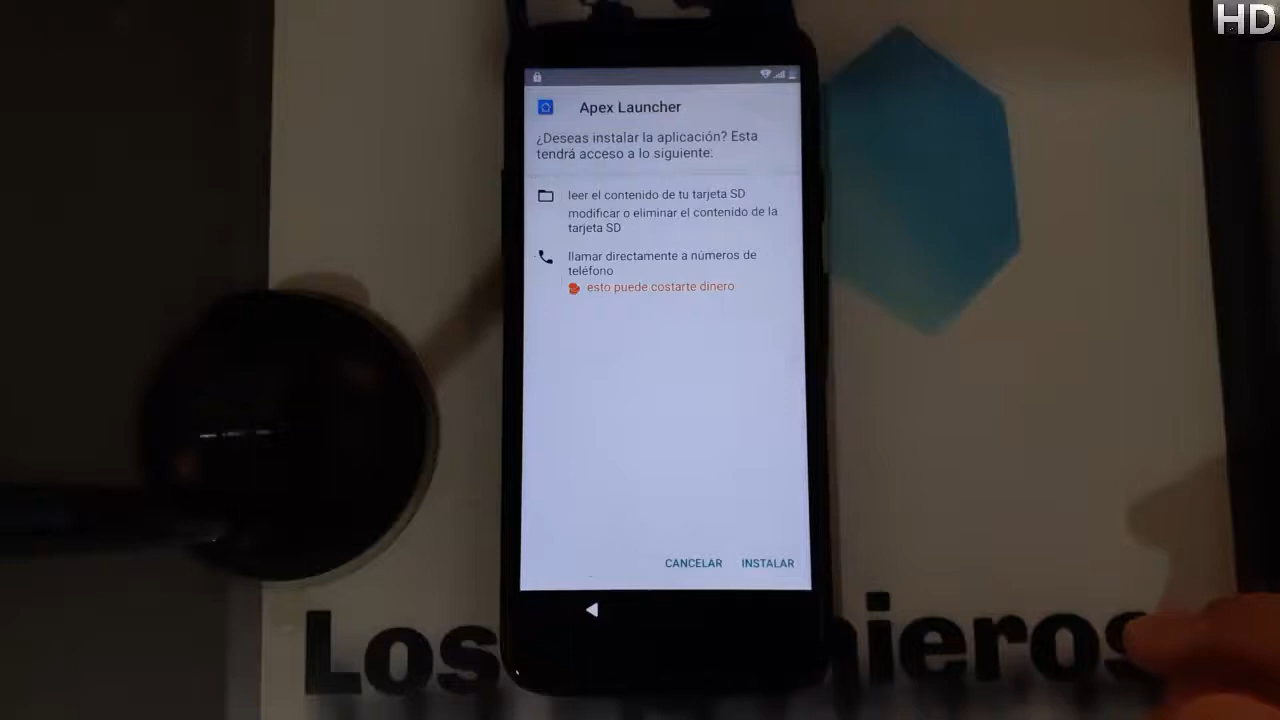 HD
Apex Launcher
¿Deseas instalar la aplicación? Esta
tendrá acceso a lo siguiente:
leer el contenido de tu tarjeta SD
modificar o eliminar el contenido de la
tarjeta SD
llamar directamente a números de
teléfono
esto puede costarte dinero
CANCELAR INSTALAR
Los